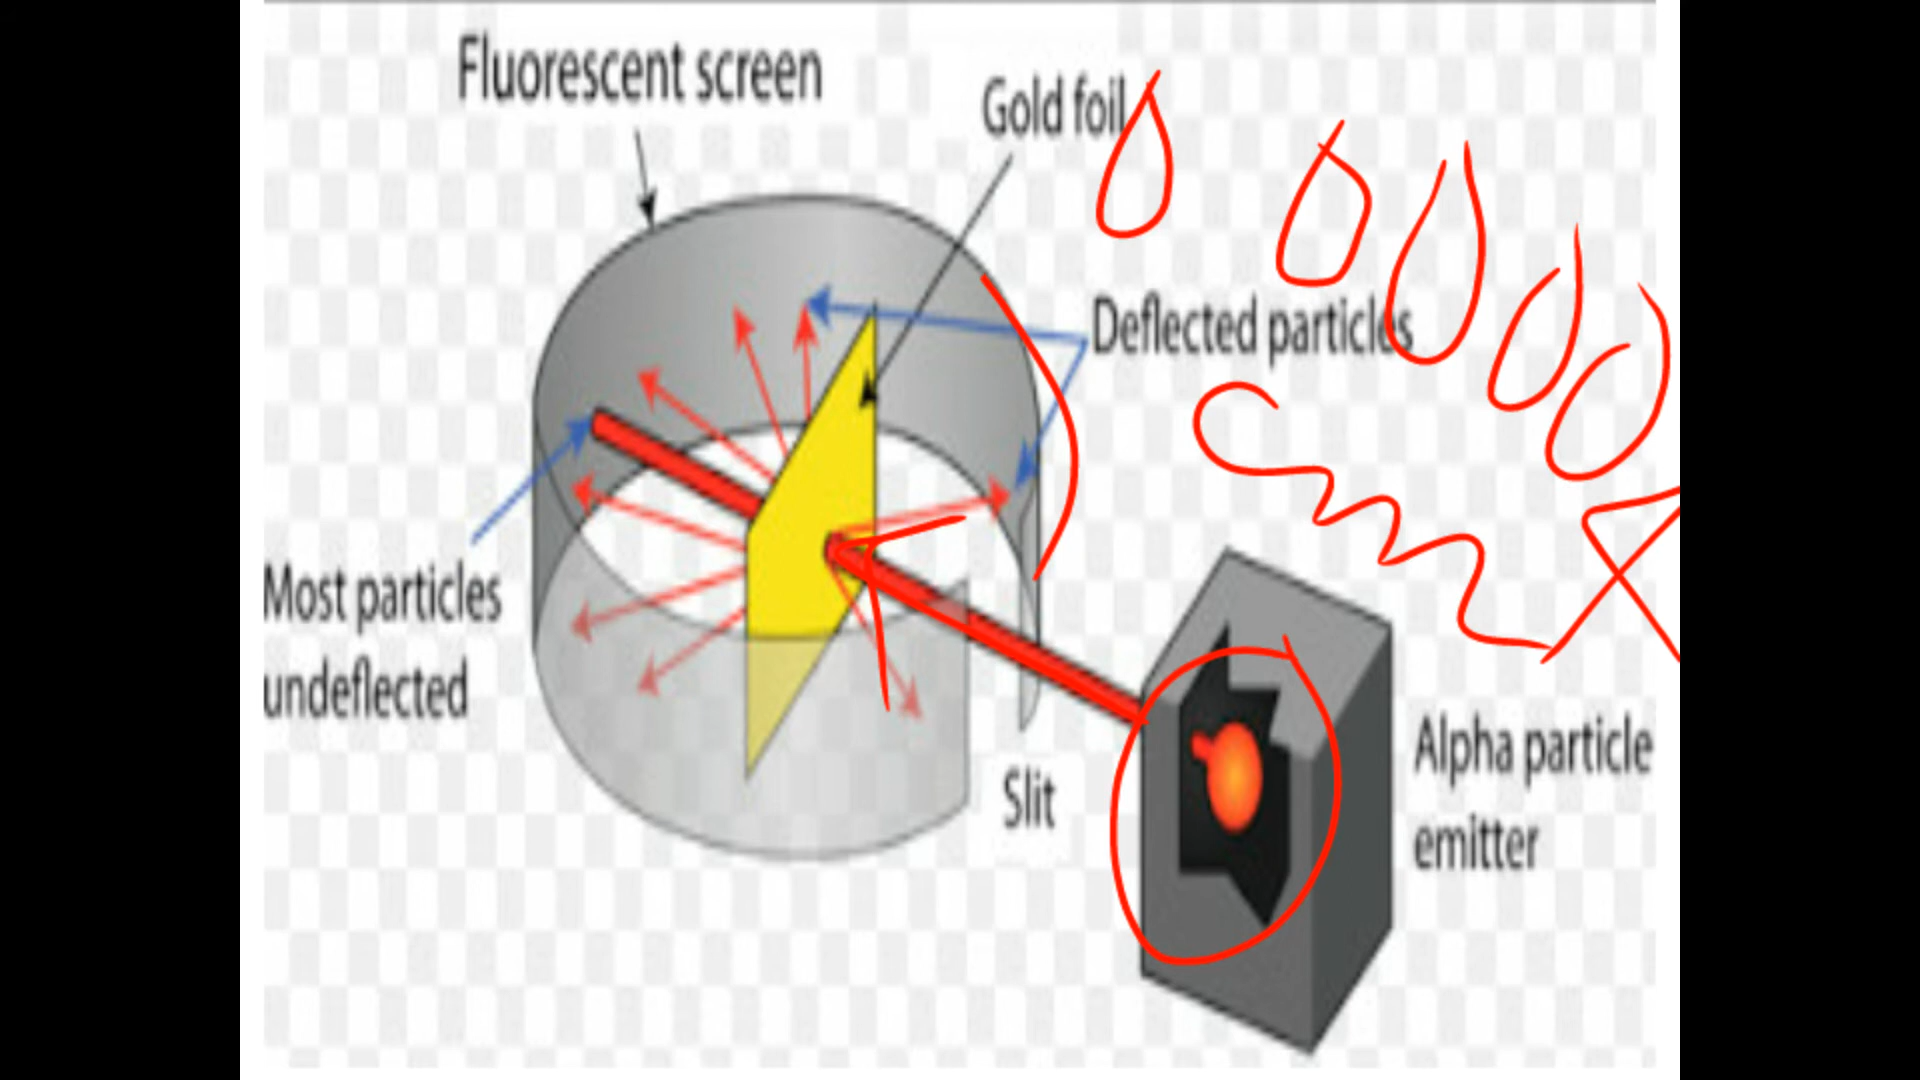 Fluorescent screen
Gold foil
Deflected particles
Most particles
undeflected
Slit
Alpha particle
emitter